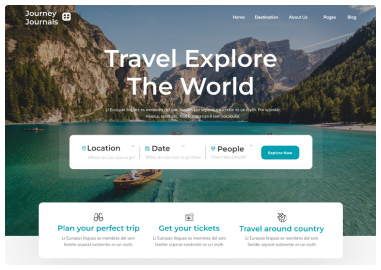 Journey
Journals
Home Destination About Us Pages Blog
Travel Explore
The World
Li Europan lingues es membres del sam familie. Lor separat existentie es un myth. Por scientie,
musica, sport etc, litot Europa usa li sam vocabular.
Location
Where do you wanna go?
Date
When do you want to go there
People
How many people?
Explore Now
Plan your perfect trip
Li Europan lingues es membres del sam
familie separat existentie es un myth
Get your tickets
Li Europan lingues es membres del sam
familie separat existentie es un myth
Travel around country
Li Europan lingues es membres del sam
familie separat existentie es un myth